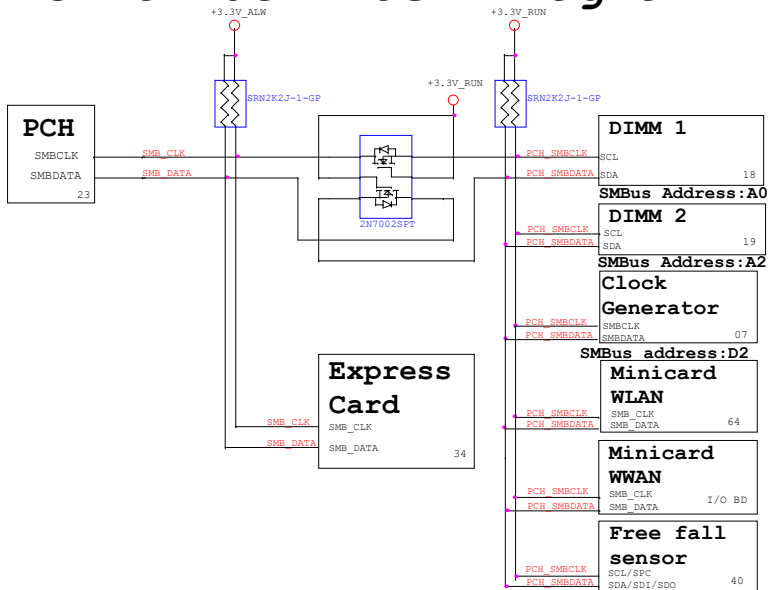 +3.3V_ALW
+3.3V_RUN
+3.3V_RUN
SRN2K2J-1-GP
SRN2K2J-1-GP
PCH
SMBCLK
SMBDATA
23
SMB_CLK
SMB_DATA
2N7002SPT
PCH_SMBCLK
PCH_SMBDATA
DIMM 1
SCL
SDA
18
SMBus Address:A0
PCH_SMBCLK
PCH_SMBDATA
DIMM 2
SCL
SDA
19
SMBus Address:A2
PCH_SMBCLK
PCH_SMBDATA
Clock
Generator
SMBCLK
SMBDATA
07
SMBus address:D2
Express
Card
SMB_CLK
SMB_DATA
SMB_CLK
SMB_DATA
34
PCH_SMBCLK
PCH_SMBDATA
Minicard
WLAN
SMB_CLK
SMB_DATA
64
PCH_SMBCLK
PCH_SMBDATA
Minicard
WWAN
SMB_CLK
SMB_DATA
I/O BD
PCH_SMBCLK
PCH_SMBDATA
Free fall
sensor
SCL/SPC
SDA/SDI/SDO
40